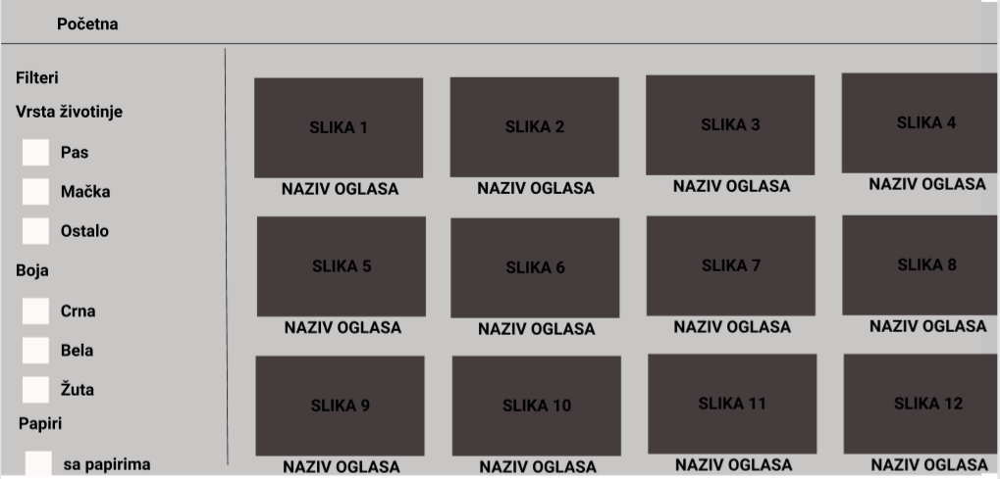 Početna
Filteri
Vrsta životinje
Pas
Mačka
Ostalo
Boja
Crna
Bela
Žuta
Papiri
sa papirima
SLIKA 1
SLIKA 2
SLIKA 3
SLIKA 4
NAZIV OGLASA
NAZIV OGLASA
NAZIV OGLASA
NAZIV OGLASA
SLIKA 5
SLIKA 6
SLIKA 7
SLIKA 8
NAZIV OGLASA
NAZIV OGLASA
NAZIV OGLASA
NAZIV OGLASA
SLIKA 9
SLIKA 10
SLIKA 11
SLIKA 12
NAZIV OGLASA
NAZIV OGLASA
NAZIV OGLASA
NAZIV OGLASA